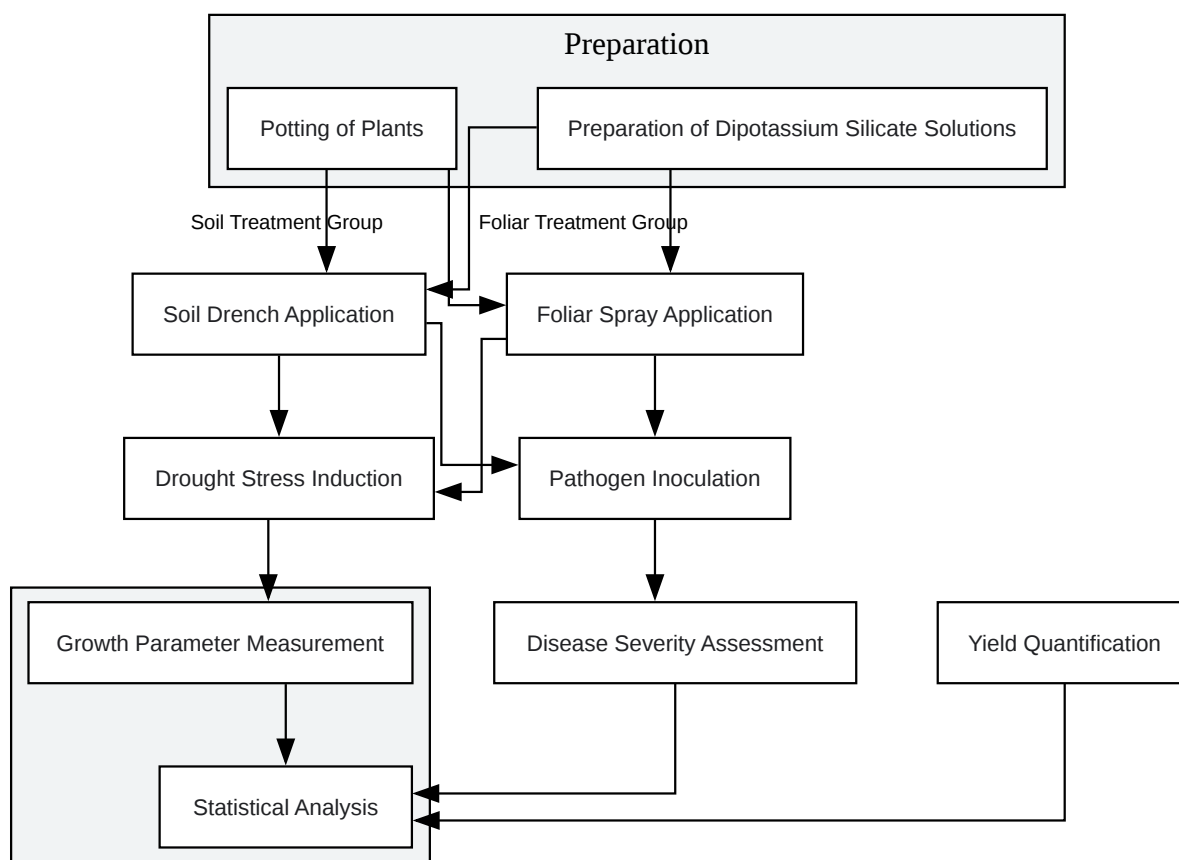 Preparation
Potting of Plants
Preparation of Dipotassium Silicate Solutions
Soil Treatment Group
Foliar Treatment Group
Soil Drench Application
Foliar Spray Application
Drought Stress Induction
Pathogen Inoculation
Growth Parameter Measurement
Disease Severity Assessment
Yield Quantification
Statistical Analysis